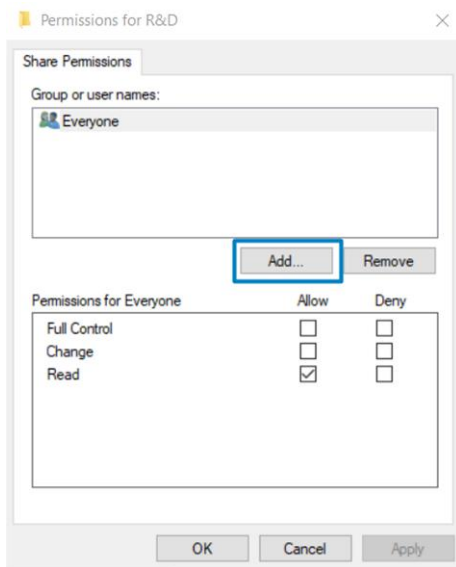 Permissions for R&D
Share Permissions
Group or user names:
Everyone
Add... Remove
Permissions for Everyone Allow Deny
Full Control
Change
Read
OK Cancel Apply